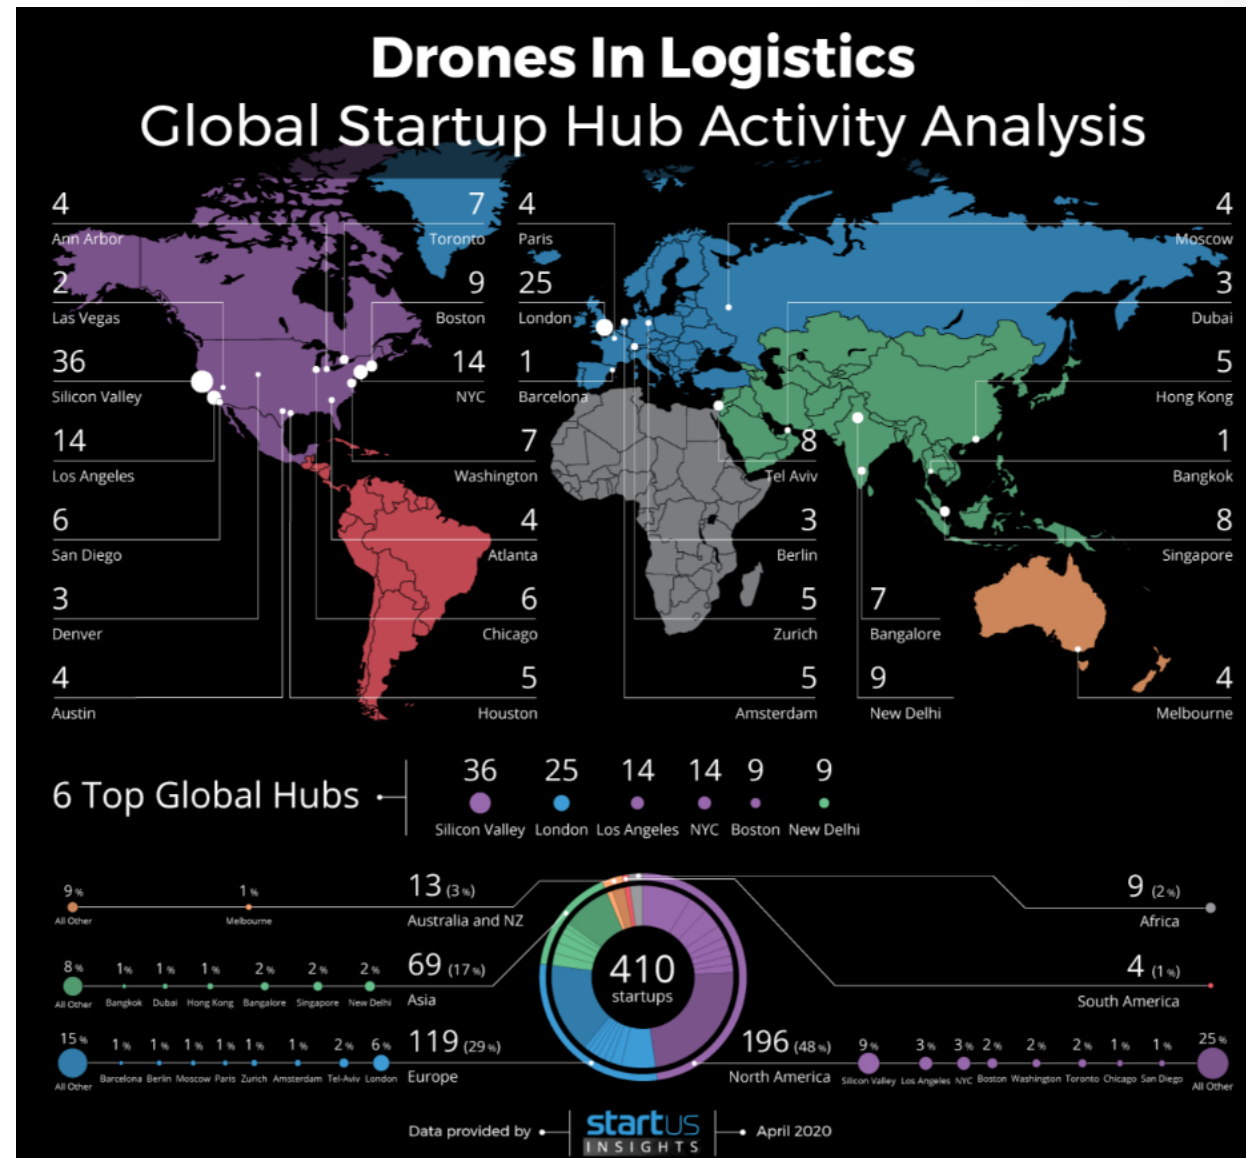 Drones In Logistics
Global Startup Hub Activity Analysis
4
Ann Arbor
7
Toronto
4
Paris
4
Moscow
2
Las Vegas
9
Boston
25
London
3
Dubai
36
Silicon Valley
14
NYC
1
Barcelona
5
Hong Kong
14
Los Angeles
7
Washington
8
Tel Aviv
1
Bangkok
6
San Diego
4
Atlanta
3
Berlin
8
Singapore
3
Denver
6
Chicago
5
Zurich
7
Bangalore
4
Austin
5
Houston
5
Amsterdam
9
New Delhi
4
Melbourne
6 Top Global Hubs
36 25 14 14 9 9
Silicon Valley London Los Angeles NYC Boston New Delhi
9% 1% 13 (3%)
All Other Melbourne Australia and NZ
9 (2%)
Africa
8% 1% 1% 1% 2% 2% 2% 69 (17%)
All Other Bangkok Dubai Hong Kong Bangalore Singapore New Delhi Asia
410
startups
4 (1%)
South America
15% 1% 1% 1% 1% 1% 1% 2% 6% 119 (29%)
All Other Barcelona Berlin Moscow Paris Zurich Amsterdam Tel-Aviv London Europe
196 (48%) 9% 3% 3% 2% 2% 2% 1% 1% 25%
North America Silicon Valley Los Angeles NYC Boston Washington Toronto Chicago San Diego All Other
Data provided by startus April 2020
INSIGHTS